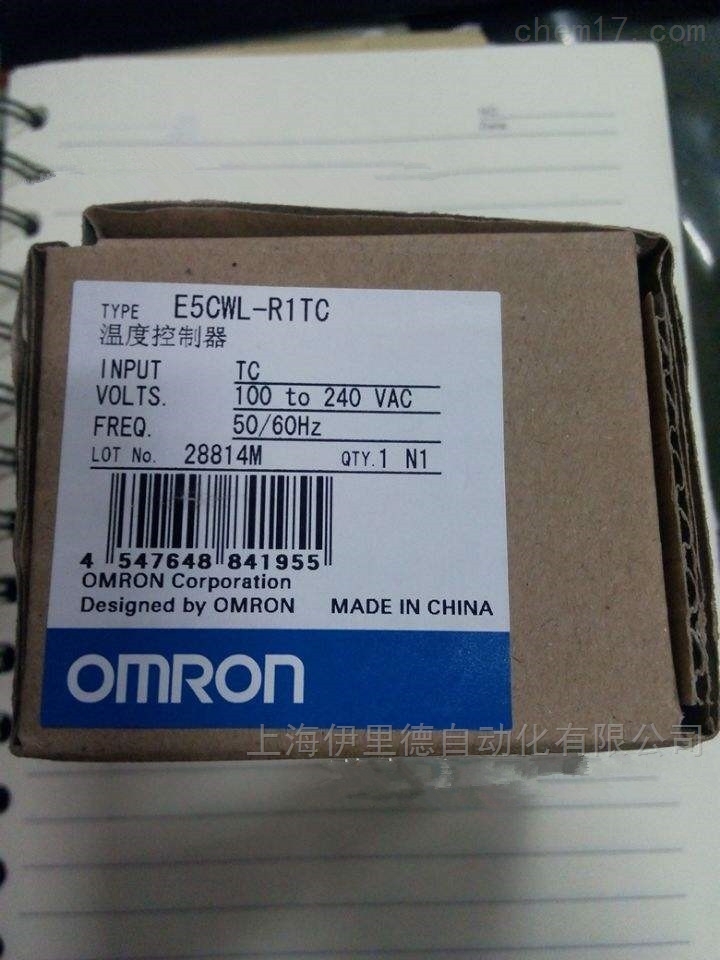 chem17.com
TYPE E5CWL-R1TC
温度控制器
INPUT TC
VOLTS. 100 to 240 VAC
FREQ. 50/60Hz
LOT No. 28814M QTY.1 N1
4 547648 841955
OMRON Corporation
Designed by OMRON MADE IN CHINA
OMRON
上海伊里德自动化有限公司